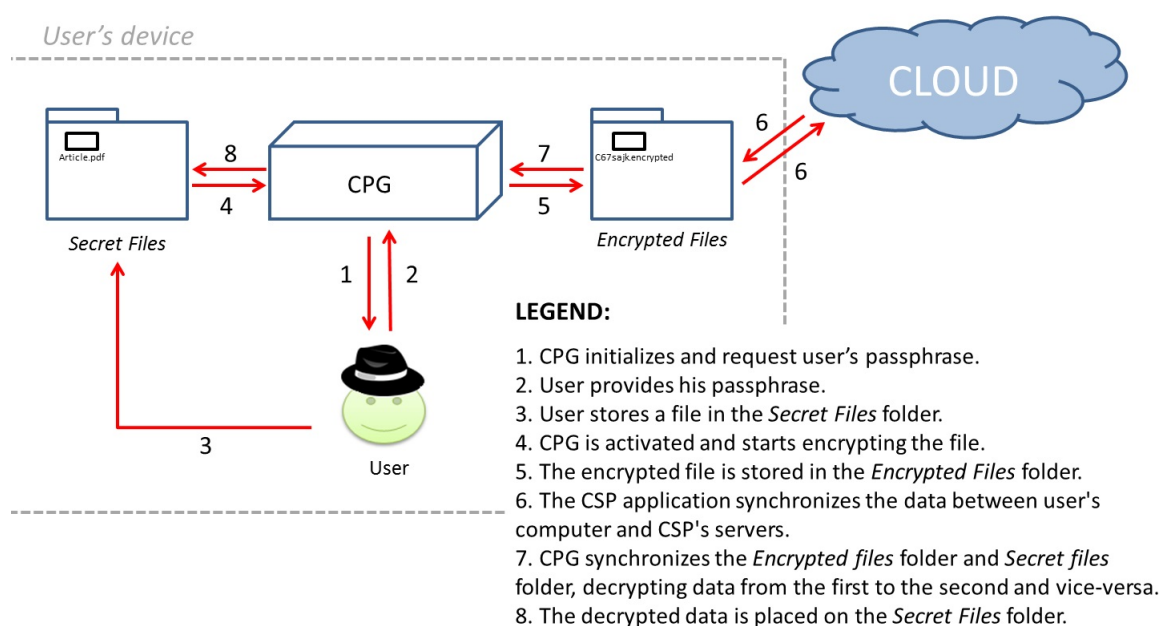 User's device
CLOUD
6
6
Article.pdf
8
4
CPG
7
5
C67sajk.encrypted
Secret Files
Encrypted Files
1
2
3
User
LEGEND:
1. CPG initializes and request user's passphrase.
2. User provides his passphrase.
3. User stores a file in the Secret Files folder.
4. CPG is activated and starts encrypting the file.
5. The encrypted file is stored in the Encrypted Files folder.
6. The CSP application synchronizes the data between user's
computer and CSP's servers.
7. CPG synchronizes the Encrypted files folder and Secret files
folder, decrypting data from the first to the second and vice-versa.
8. The decrypted data is placed on the Secret Files folder.